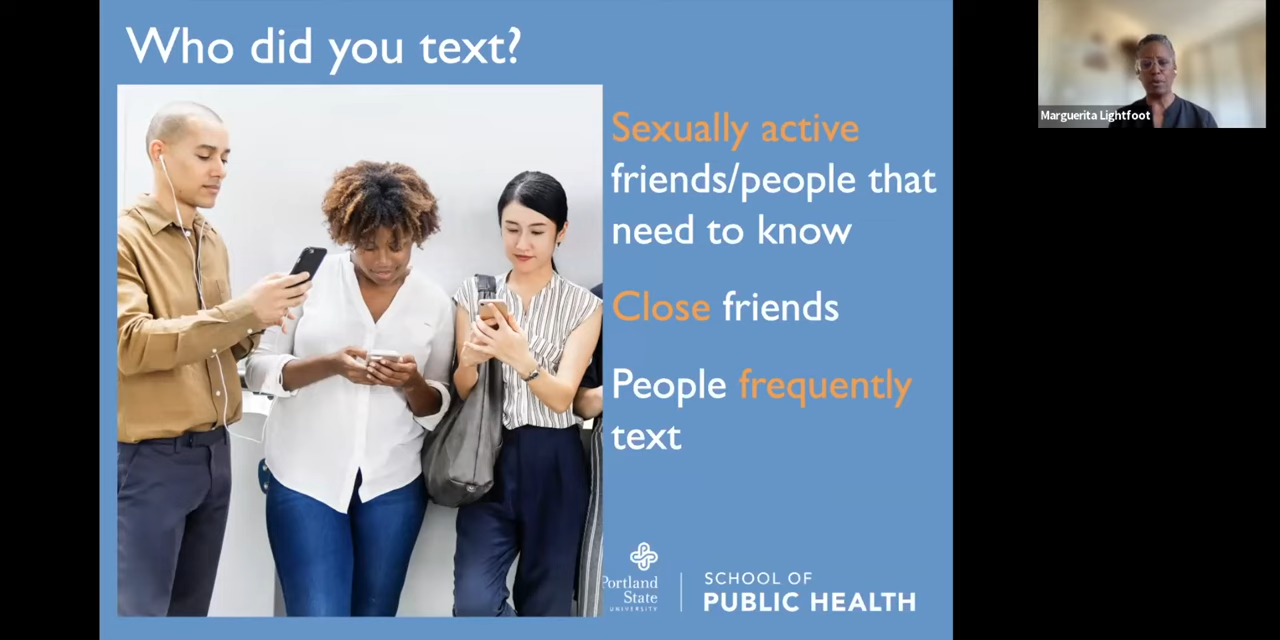 Who did you text?
Sexually active
friends/people that
need to know
Close friends
People frequently
text
Portland
State
UNIVERSITY
SCHOOL OF
PUBLIC HEALTH
Marguerita Lightfoot